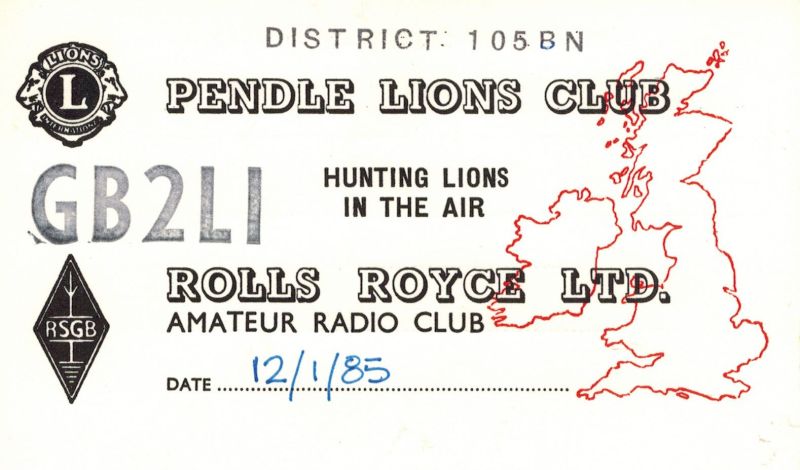 DISTRICT: 105BN
LIONS
L
INTERNATIONAL
PENDLE LIONS CLUB
GB2LI
HUNTING LIONS
IN THE AIR
ROLLS ROYCE LTD.
RSGB
AMATEUR RADIO CLUB
DATE 12/1/85